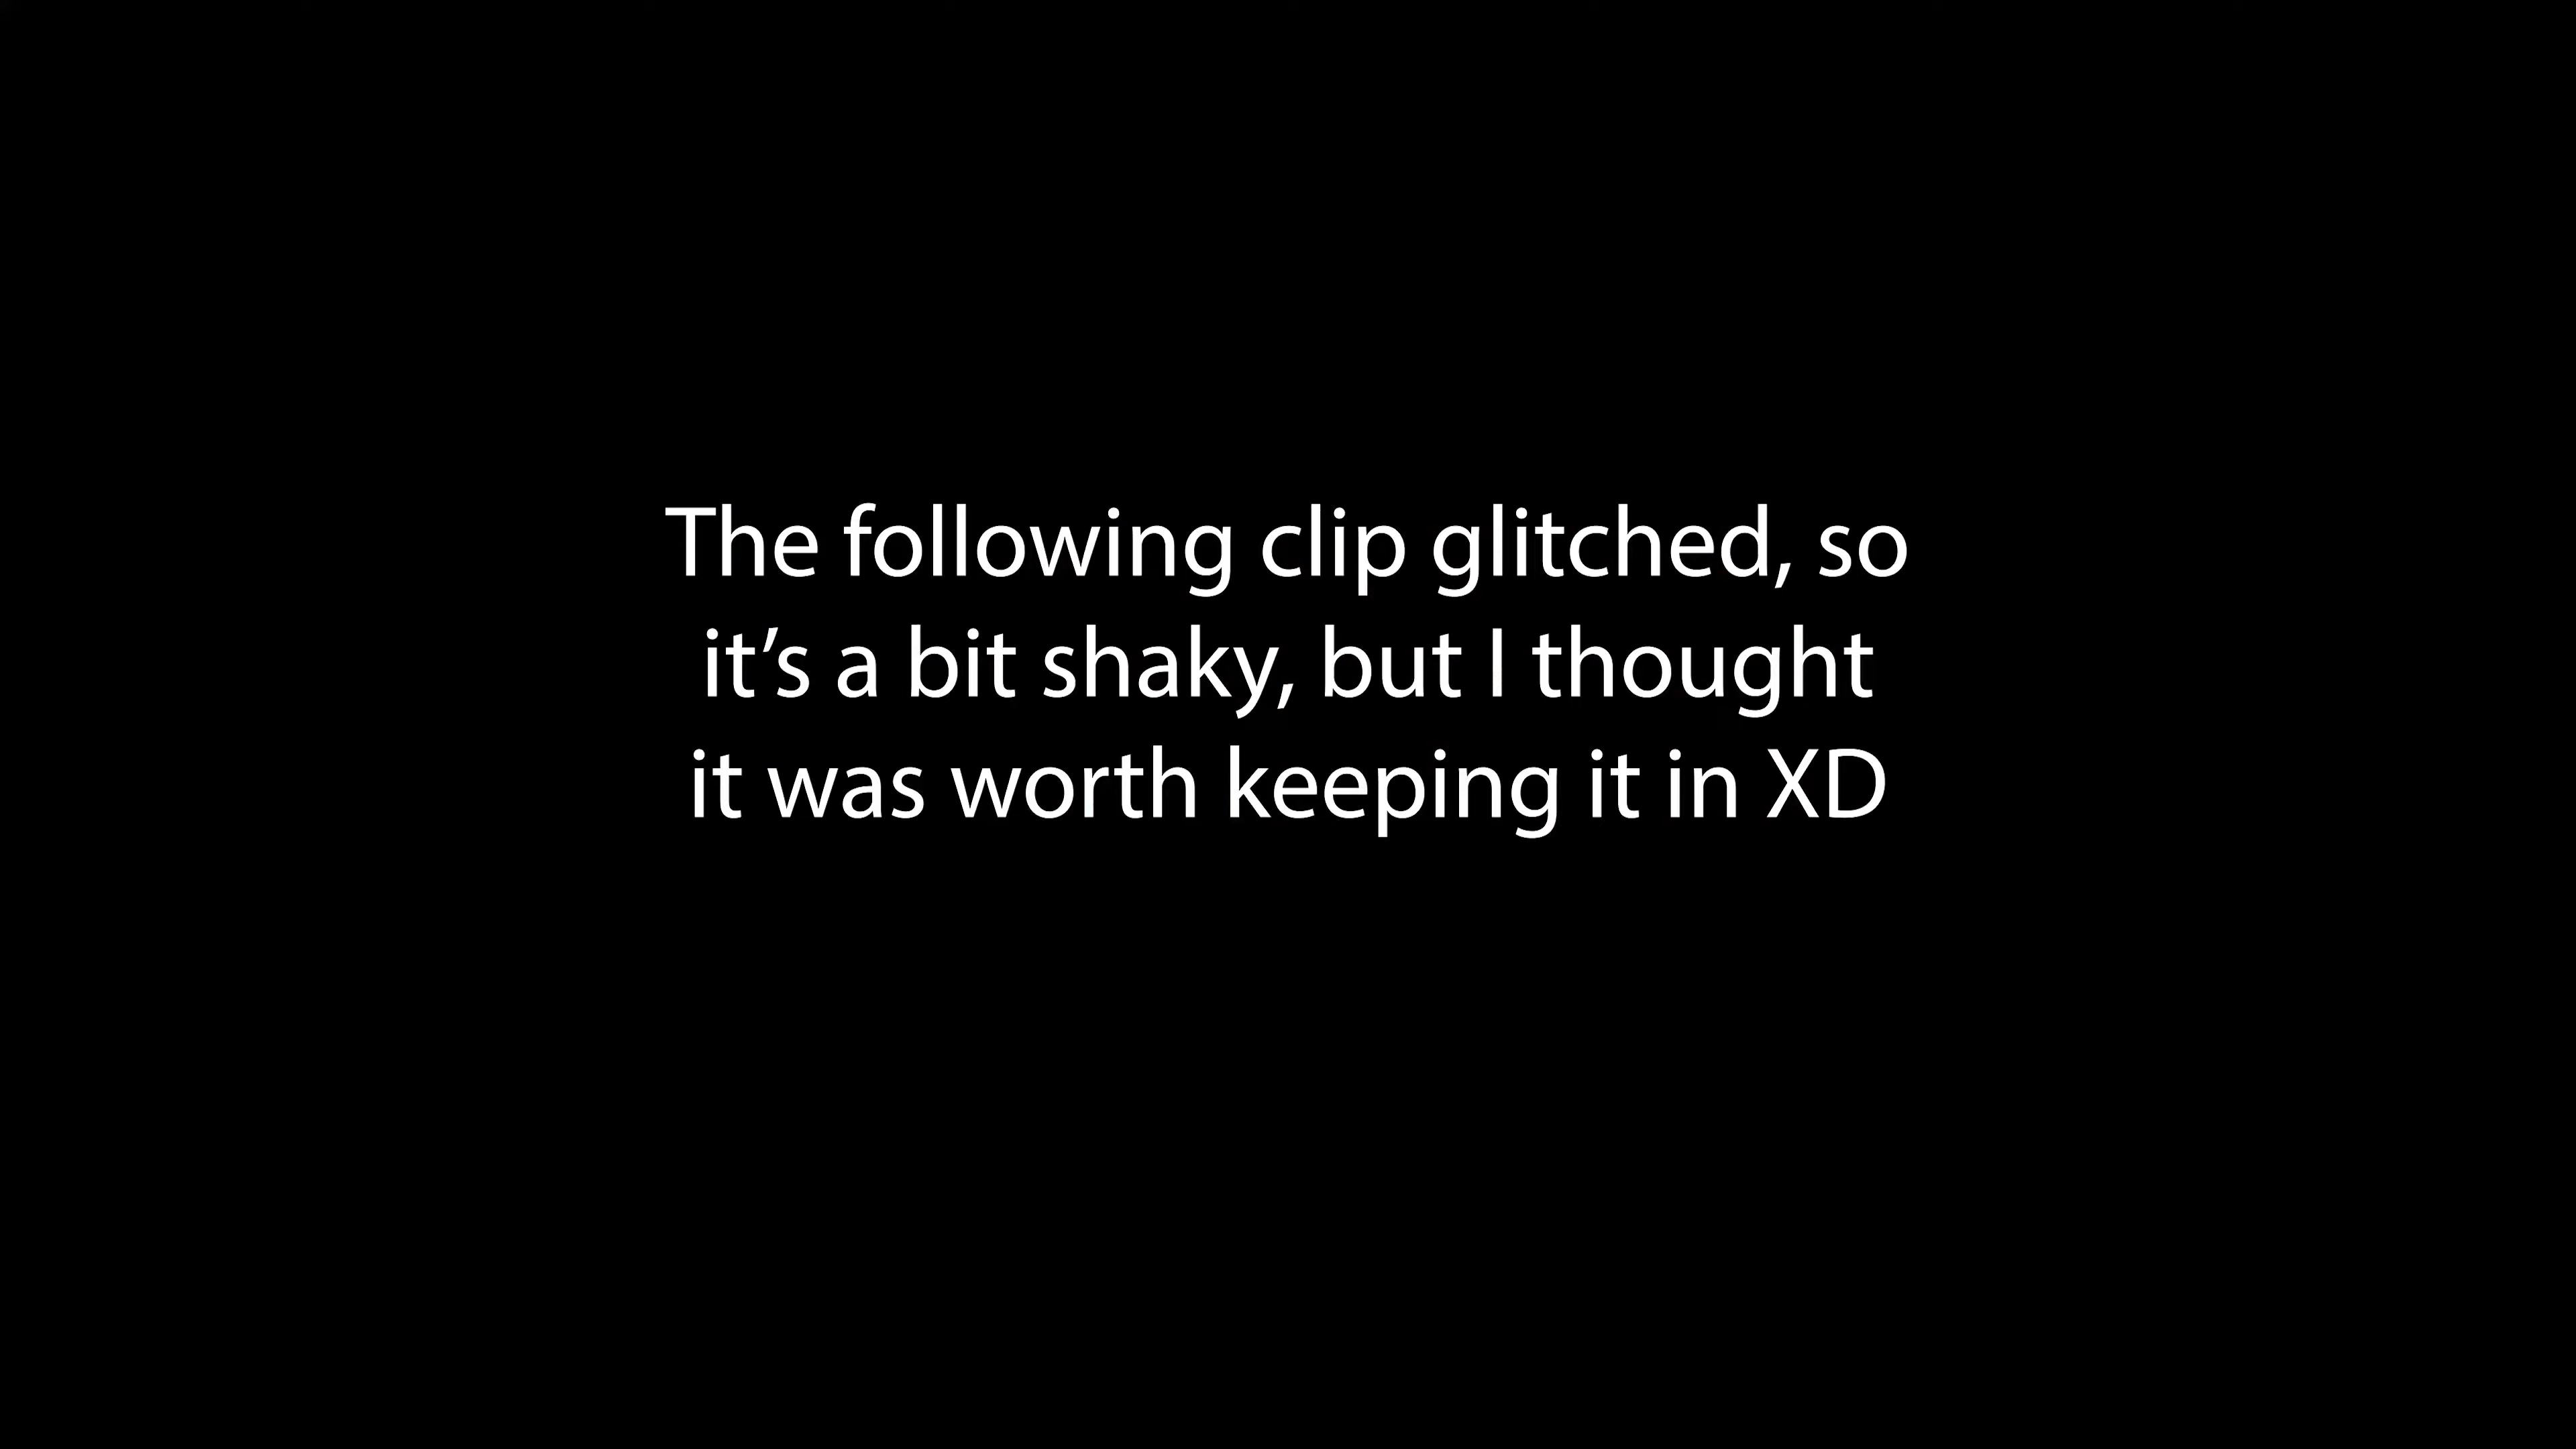 The following clip glitched, so
it’s a bit shaky, but I thought
it was worth keeping it in XD